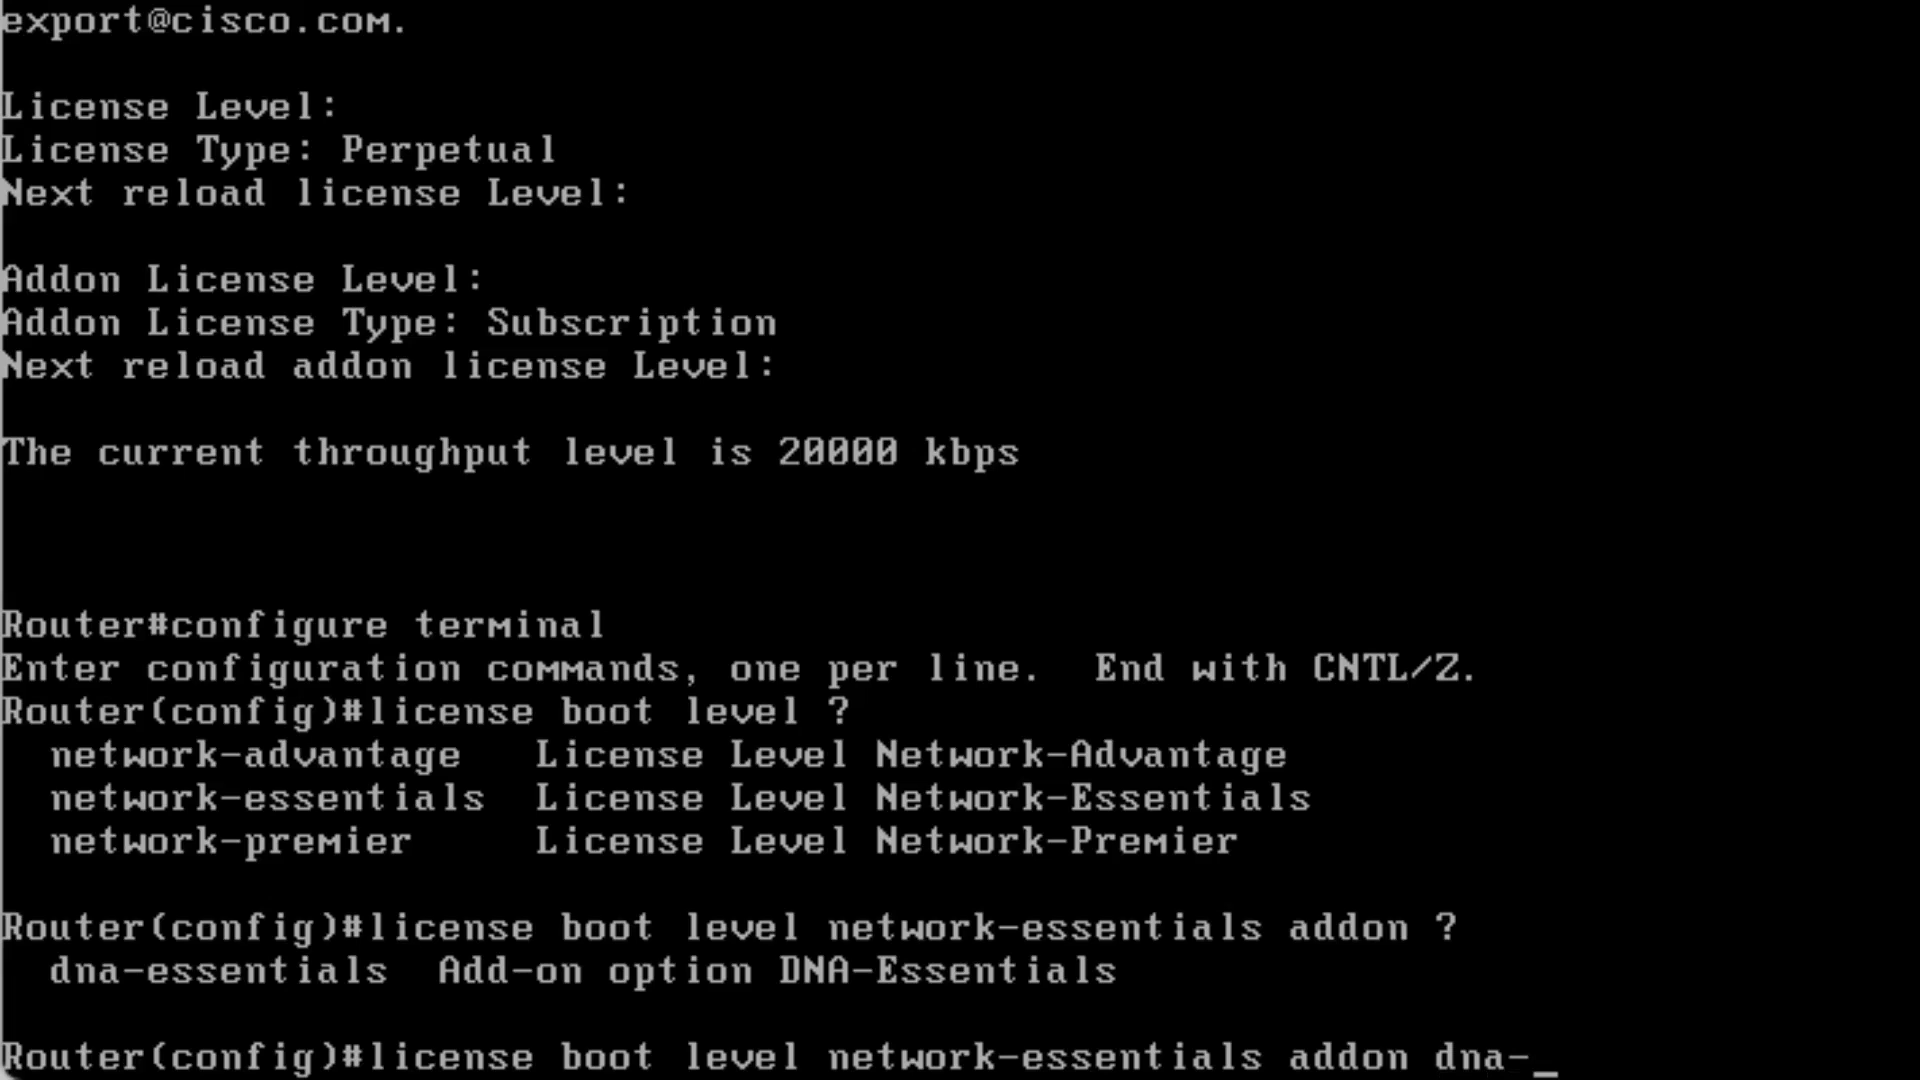 export@cisco.com.
License Level:
License Type: Perpetual
Next reload license Level:
Addon License Level:
Addon License Type: Subscription
Next reload addon license Level:
The current throughput level is 20000 kbps
Router#configure terminal
Enter configuration commands, one per line.  End with CNTL/Z.
Router(config)#license boot level ?
  network-advantage   License Level Network-Advantage
  network-essentials  License Level Network-Essentials
  network-premier     License Level Network-Premier
Router(config)#license boot level network-essentials addon ?
  dna-essentials  Add-on option DNA-Essentials
Router(config)#license boot level network-essentials addon dna-_